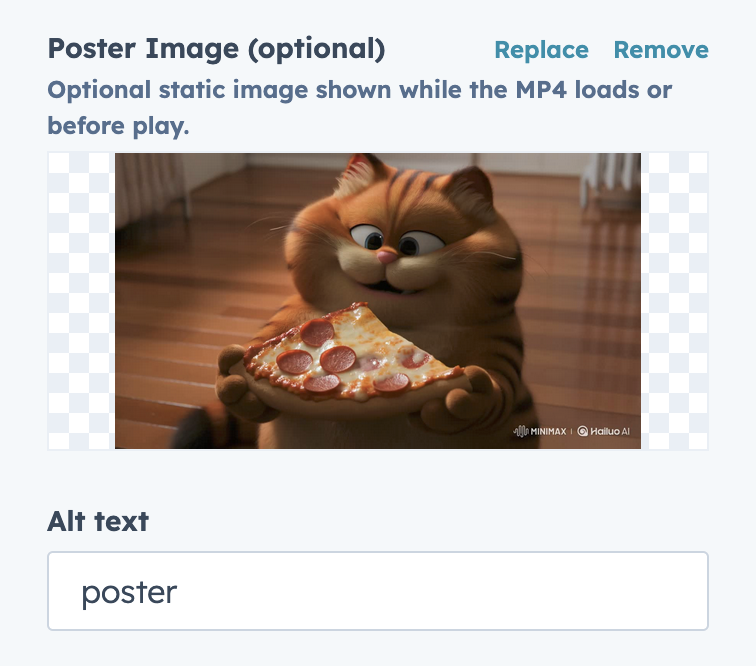 Poster Image (optional)
Replace
Remove
Optional static image shown while the MP4 loads or
before play.
MINIMAX | Hailuo AI
Alt text
poster